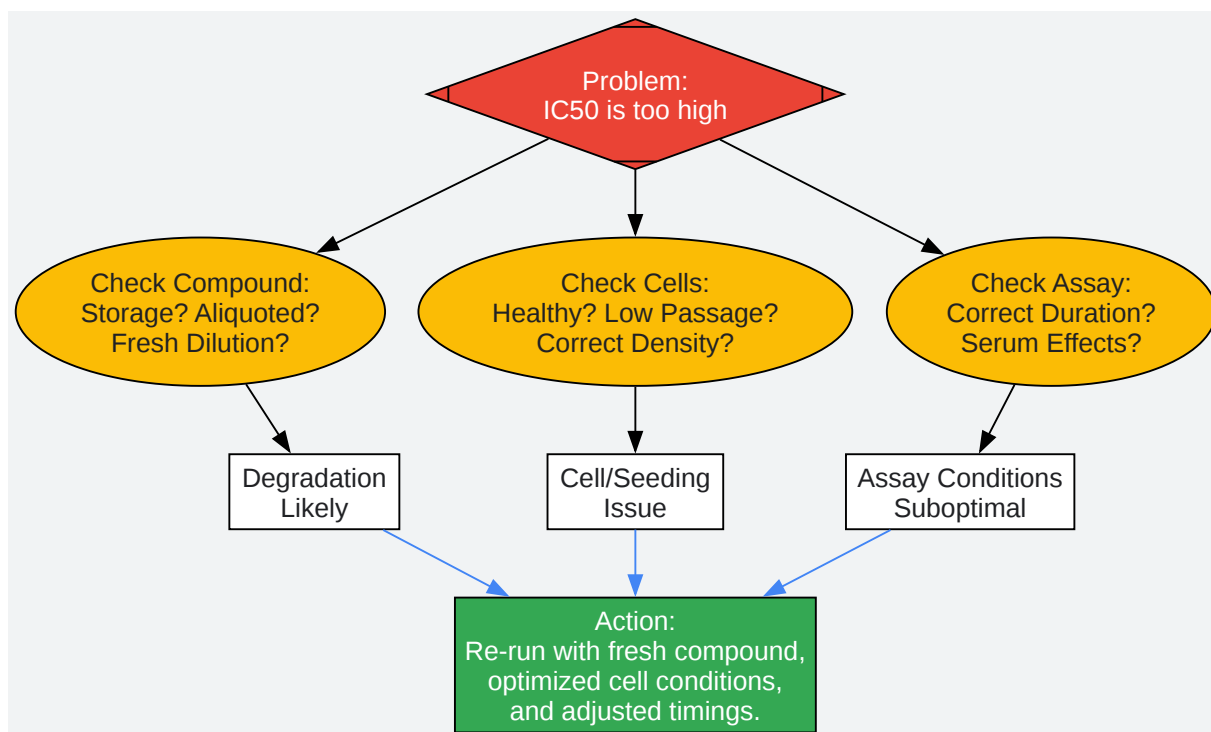 Problem:
IC50 is too high
Check Compound:
Storage? Aliquoted?
Fresh Dilution?
Check Cells:
Healthy? Low Passage?
Correct Density?
Check Assay:
Correct Duration?
Serum Effects?
Degradation
Likely
Cell/Seeding
Issue
Assay Conditions
Suboptimal
Action:
Re-run with fresh compound,
optimized cell conditions,
and adjusted timings.